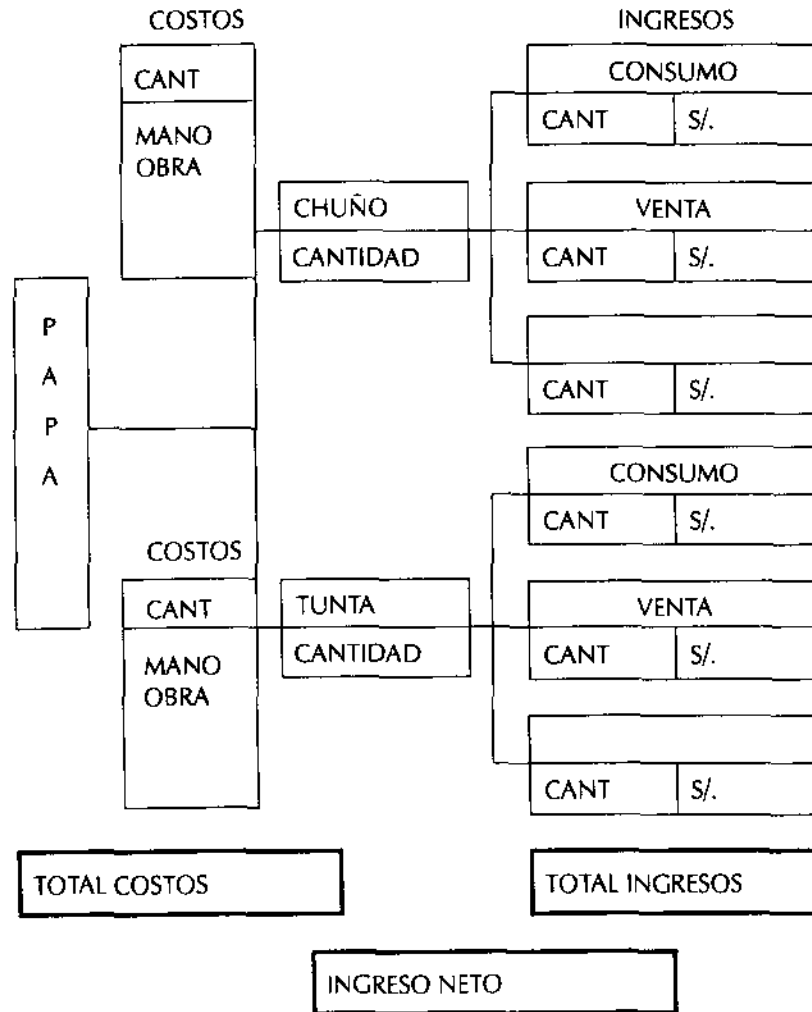 COSTOS
INGRESOS
CANT
MANO
OBRA
CONSUMO
CANT S/.
CHUÑO
CANTIDAD
VENTA
CANT S/.
CANT S/.
P
A
P
A
COSTOS
CANT
MANO
OBRA
TUNTA
CANTIDAD
CONSUMO
CANT S/.
VENTA
CANT S/.
CANT S/.
TOTAL COSTOS
TOTAL INGRESOS
INGRESO NETO